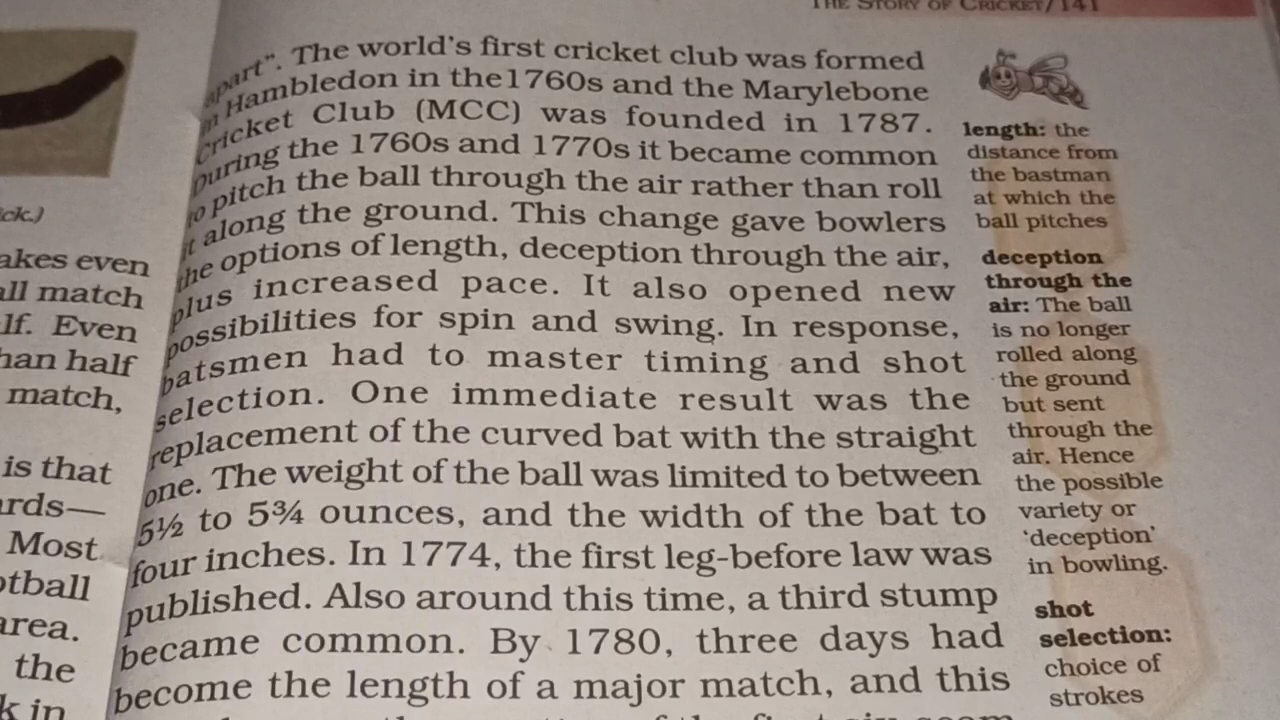 THE STORY OF CRICKET/141
ick.)
akes even
all match
lf. Even
han half
match,
is that
ards—
Most
otball
area.
the
k in
apart". The world's first cricket club was formed
in Hambledon in the1760s and the Marylebone
Cricket Club (MCC) was founded in 1787.
During the 1760s and 1770s it became common
to pitch the ball through the air rather than roll
it along the ground. This change gave bowlers
the options of length, deception through the air,
plus increased pace. It also opened new
possibilities for spin and swing. In response,
batsmen had to master timing and shot
selection. One immediate result was the
replacement of the curved bat with the straight
one. The weight of the ball was limited to between
5½ to 5¾ ounces, and the width of the bat to
four inches. In 1774, the first leg-before law was
published. Also around this time, a third stump
became common. By 1780, three days had
become the length of a major match, and this
length: the
distance from
the bastman
at which the
ball pitches
deception
through the
air: The ball
is no longer
rolled along
the ground
but sent
through the
air. Hence
the possible
variety or
'deception'
in bowling.
shot
selection:
choice of
strokes